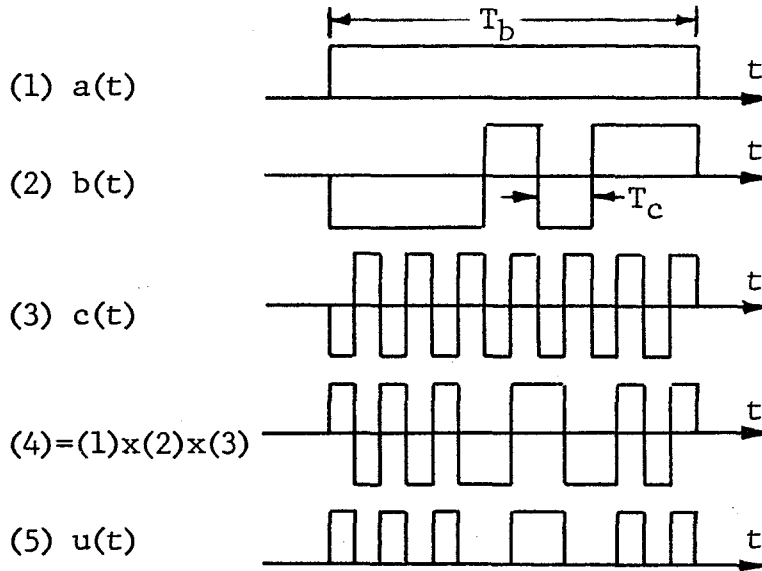 T_b
(1) a(t)
t
(2) b(t)
t
T_c
(3) c(t)
t
(4)=(1)x(2)x(3)
t
(5) u(t)
t